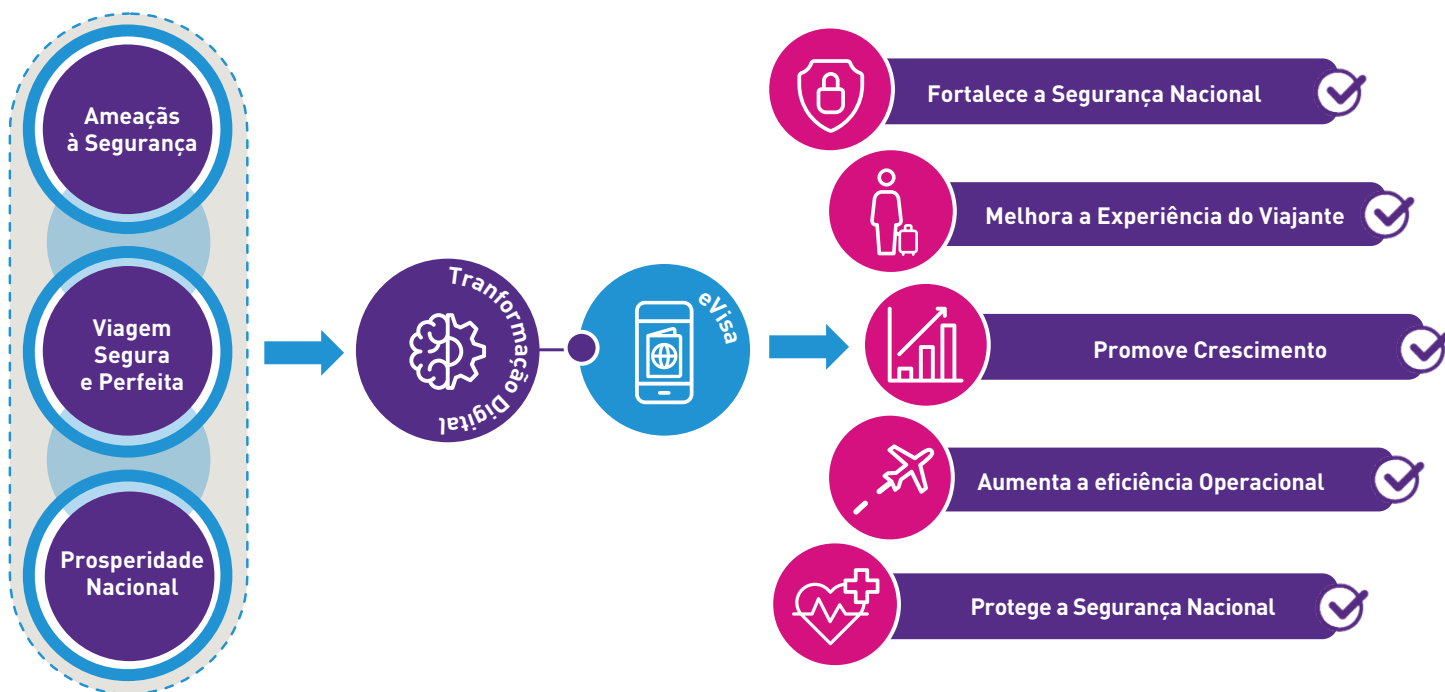 Ameaçãs
à Segurança
Viagem
Segura
e Perfeita
Prosperidade
Nacional
Tranformação Digital
eVisa
Fortalece a Segurança Nacional
Melhora a Experiência do Viajante
Promove Crescimento
Aumenta a eficiência Operacional
Protege a Segurança Nacional